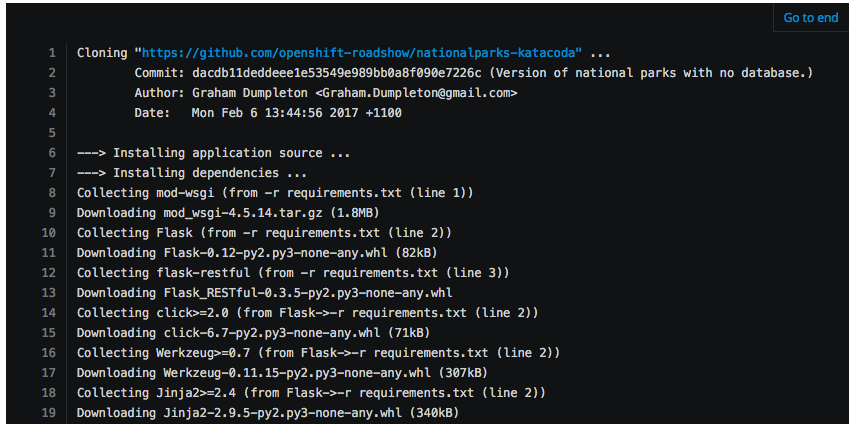 Go to end
1 Cloning "https://github.com/openshift-roadshow/nationalparks-katacoda" ...
2 Commit: dacdb11deddeee1e53549e989bb0a8f090e7226c (Version of national parks with no database.)
3 Author: Graham Dumpleton <Graham.Dumpleton@gmail.com>
4 Date: Mon Feb 6 13:44:56 2017 +1100
5
6 ---> Installing application source ...
7 ---> Installing dependencies ...
8 Collecting mod-wsgi (from -r requirements.txt (line 1))
9 Downloading mod_wsgi-4.5.14.tar.gz (1.8MB)
10 Collecting Flask (from -r requirements.txt (line 2))
11 Downloading Flask-0.12-py2.py3-none-any.whl (82kB)
12 Collecting flask-restful (from -r requirements.txt (line 3))
13 Downloading Flask_RESTful-0.3.5-py2.py3-none-any.whl
14 Collecting click>=2.0 (from Flask->-r requirements.txt (line 2))
15 Downloading click-6.7-py2.py3-none-any.whl (71kB)
16 Collecting Werkzeug>=0.7 (from Flask->-r requirements.txt (line 2))
17 Downloading Werkzeug-0.11.15-py2.py3-none-any.whl (307kB)
18 Collecting Jinja2>=2.4 (from Flask->-r requirements.txt (line 2))
19 Downloading Jinja2-2.9.5-py2.py3-none-any.whl (340kB)